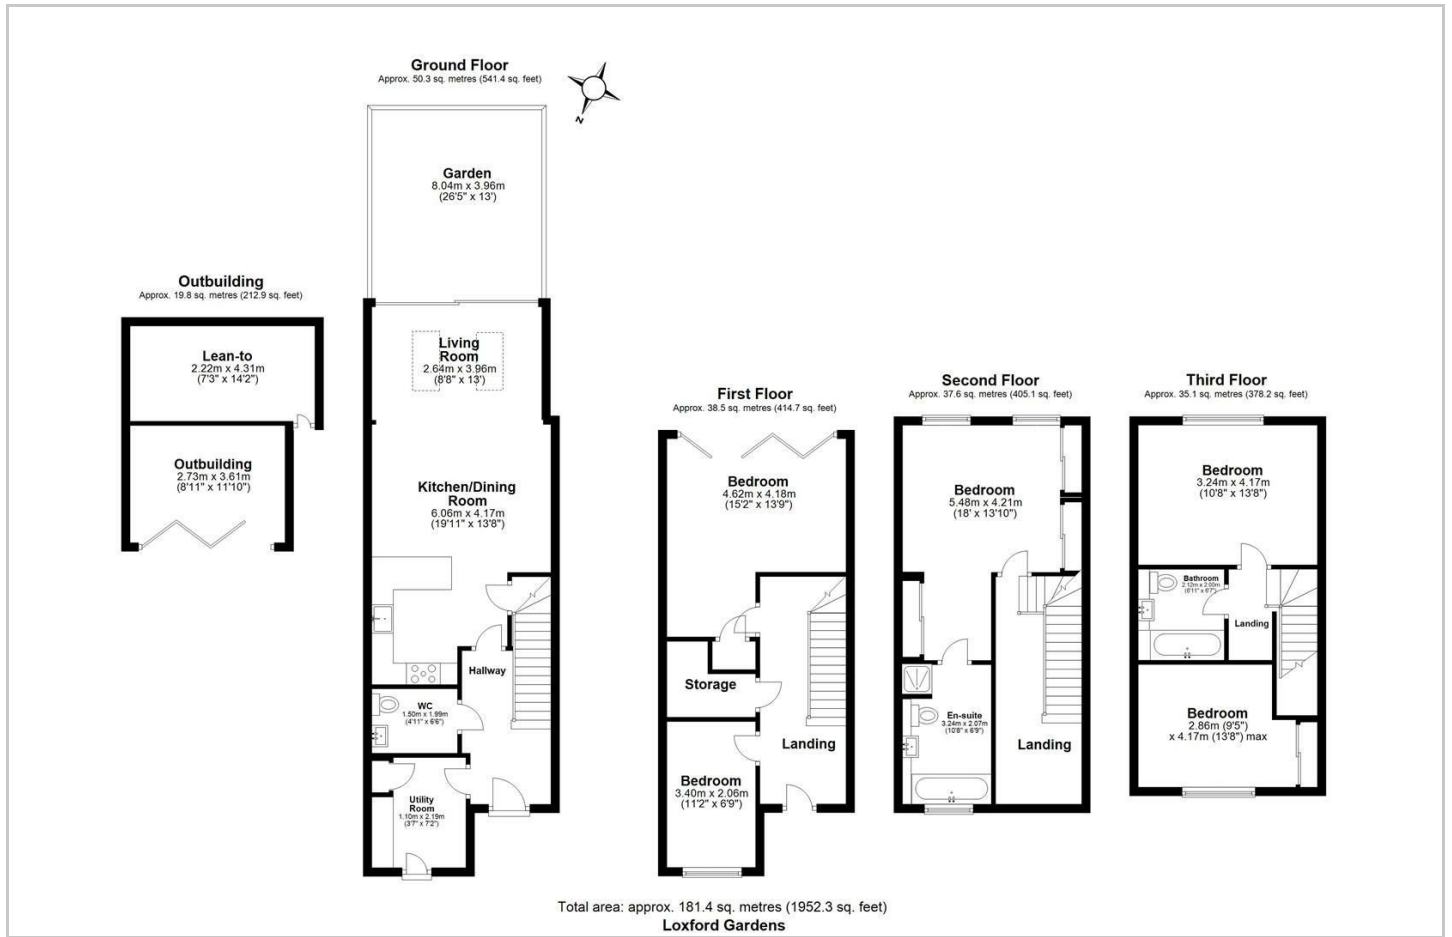 Ground Floor
Approx. 50.3 sq. metres (541.4 sq. feet)
N
Garden
8.04m x 3.96m
(26'5" x 13')
Living
Room
2.64m x 3.96m
(8'8" x 13')
Kitchen/Dining
Room
6.06m x 4.17m
(19'11" x 13'8")
Hallway
WC
1.50m x 1.99m
(4'11" x 6'6")
Utility
Room
1.10m x 2.19m
(3'7" x 7'2")
Outbuilding
Approx. 19.8 sq. metres (212.9 sq. feet)
Lean-to
2.22m x 4.31m
(7'3" x 14'2")
Outbuilding
2.73m x 3.61m
(8'11" x 11'10")
First Floor
Approx. 38.5 sq. metres (414.7 sq. feet)
Bedroom
4.62m x 4.18m
(15'2" x 13'9")
Storage
Landing
Bedroom
3.40m x 2.06m
(11'2" x 6'9")
Second Floor
Approx. 37.6 sq. metres (405.1 sq. feet)
Bedroom
5.48m x 4.21m
(18' x 13'10")
En-suite
3.24m x 2.07m
(10'8" x 6'9")
Landing
Third Floor
Approx. 35.1 sq. metres (378.2 sq. feet)
Bedroom
3.24m x 4.17m
(10'8" x 13'8")
Bathroom
2.12m x 2.00m
(6'11" x 6'7")
Landing
Bedroom
2.86m (9'5")
x 4.17m (13'8") max
Total area: approx. 181.4 sq. metres (1952.3 sq. feet)
Loxford Gardens